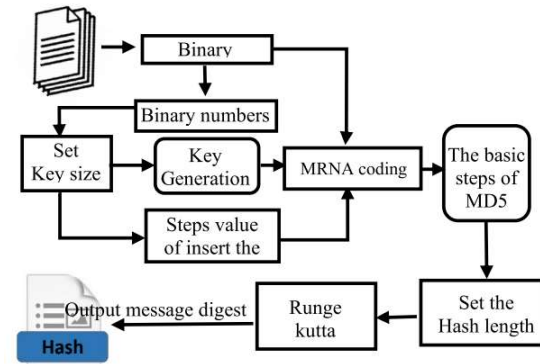 Binary
Binary numbers
Set
Key size
Key
Generation
MRNA coding
The basic
steps of
MD5
Steps value
of insert the
Set the
Hash length
Runge
kutta
Output message digest
Hash